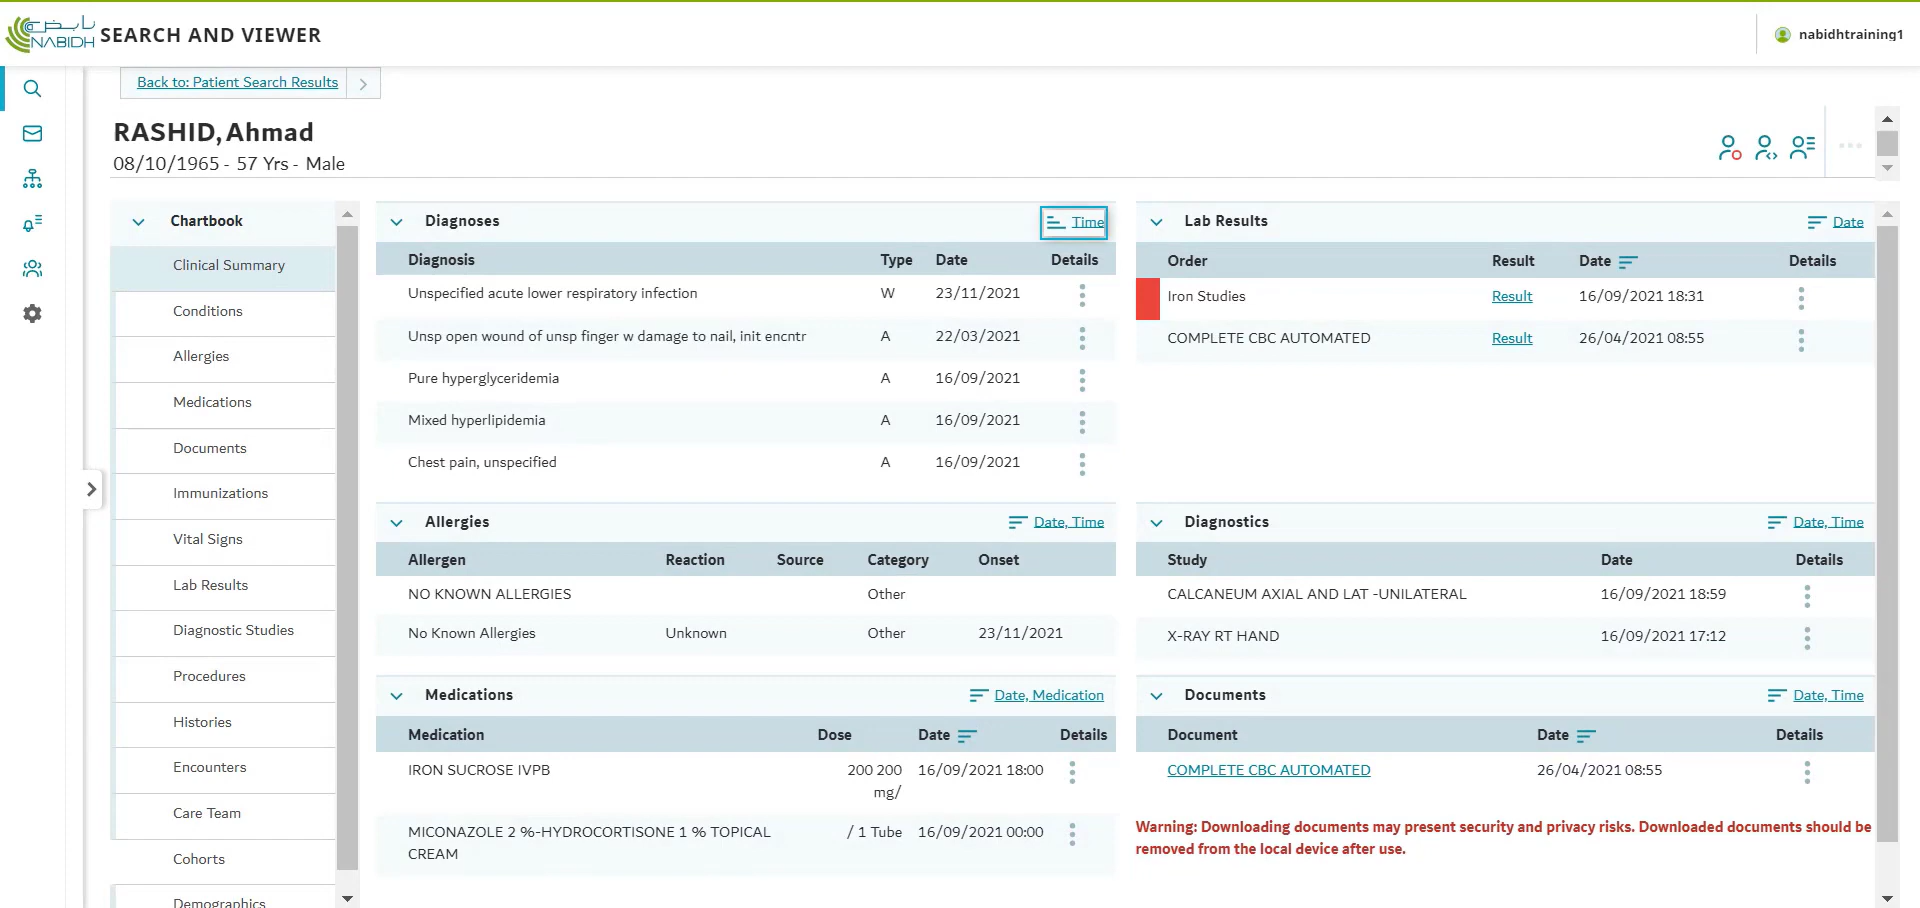 نابض
NABIDH
SEARCH AND VIEWER
nabidhtraining1
Back to: Patient Search Results
RASHID, Ahmad
08/10/1965 - 57 Yrs - Male
Chartbook
Clinical Summary
Conditions
Allergies
Medications
Documents
Immunizations
Vital Signs
Lab Results
Diagnostic Studies
Procedures
Histories
Encounters
Care Team
Cohorts
Demographics
Diagnoses Time
Diagnosis Type Date Details
Unspecified acute lower respiratory infection W 23/11/2021
Unsp open wound of unsp finger w damage to nail, init encntr A 22/03/2021
Pure hyperglyceridemia A 16/09/2021
Mixed hyperlipidemia A 16/09/2021
Chest pain, unspecified A 16/09/2021
Allergies Date, Time
Allergen Reaction Source Category Onset
NO KNOWN ALLERGIES Other
No Known Allergies Unknown Other 23/11/2021
Medications Date, Medication
Medication Dose Date Details
IRON SUCROSE IVPB 200 200 16/09/2021 18:00
mg/
MICONAZOLE 2 %-HYDROCORTISONE 1 % TOPICAL / 1 Tube 16/09/2021 00:00
CREAM
Lab Results Date
Order Result Date Details
Iron Studies Result 16/09/2021 18:31
COMPLETE CBC AUTOMATED Result 26/04/2021 08:55
Diagnostics Date, Time
Study Date Details
CALCANEUM AXIAL AND LAT -UNILATERAL 16/09/2021 18:59
X-RAY RT HAND 16/09/2021 17:12
Documents Date, Time
Document Date Details
COMPLETE CBC AUTOMATED 26/04/2021 08:55
Warning: Downloading documents may present security and privacy risks. Downloaded documents should be
removed from the local device after use.